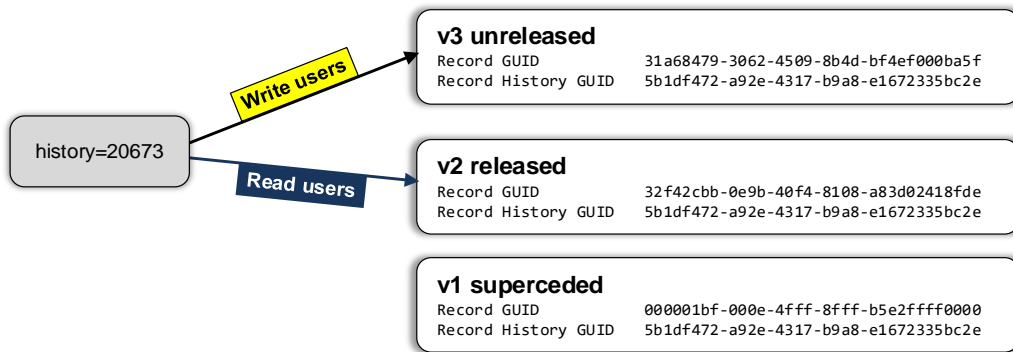 v3 unreleased
Record GUID 31a68479-3062-4509-8b4d-bf4ef000ba5f
Record History GUID 5b1df472-a92e-4317-b9a8-e1672335bc2e
Write users
history=20673
Read users
v2 released
Record GUID 32f42cbb-0e9b-40f4-8108-a83d02418fde
Record History GUID 5b1df472-a92e-4317-b9a8-e1672335bc2e
v1 superceded
Record GUID 000001bf-000e-4fff-8fff-b5e2ffff0000
Record History GUID 5b1df472-a92e-4317-b9a8-e1672335bc2e